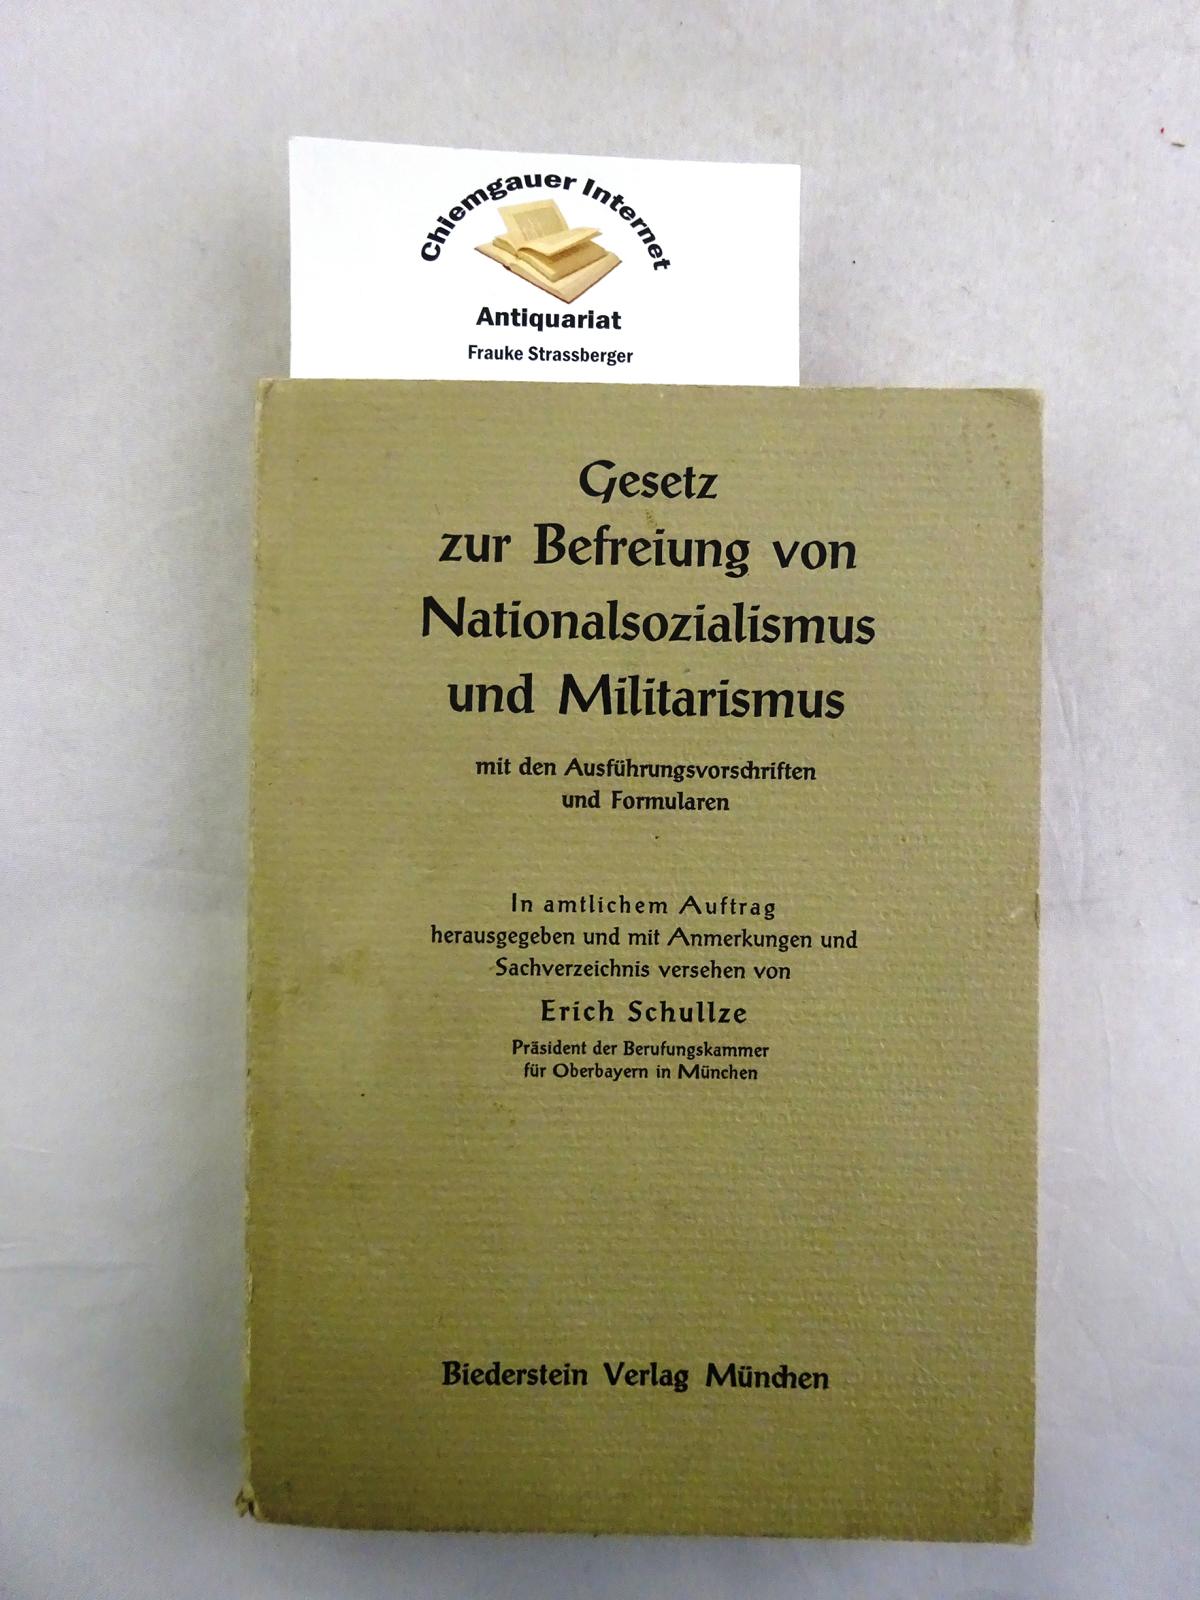 Chiemgauer Internet
Antiquariat
Frauke Strassberger
Gesetz
zur Befreiung von
Nationalsozialismus
und Militarismus
mit den Ausführungsvorschriften
und Formularen
In amtlichem Auftrag
herausgegeben und mit Anmerkungen und
Sachverzeichnis versehen von
Erich Schullze
Präsident der Berufungskammer
für Oberbayern in München
Biederstein Verlag München